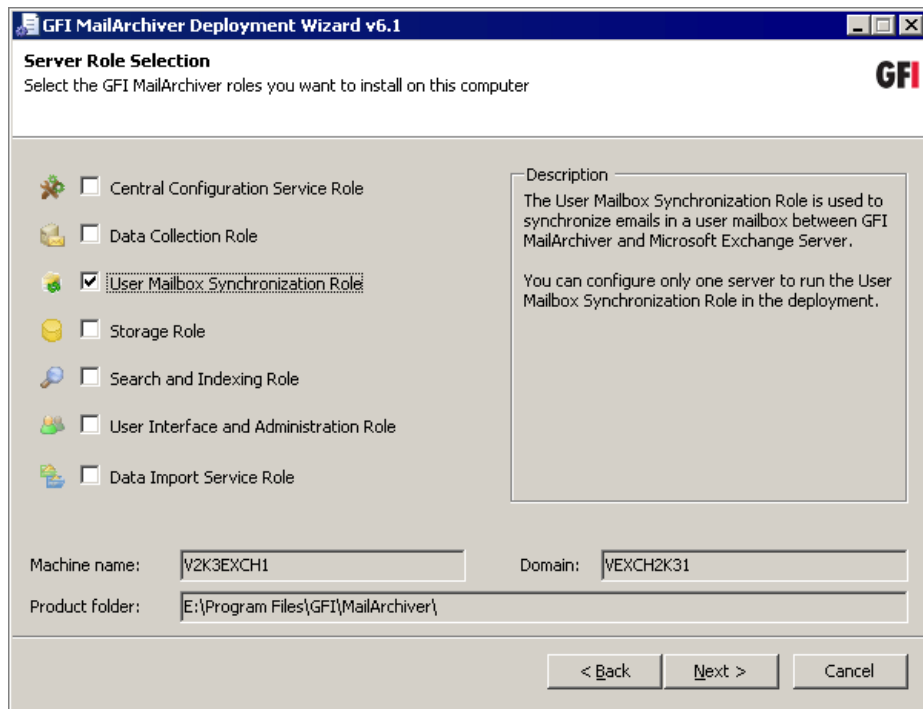 GFI MailArchiver Deployment Wizard v6.1
Server Role Selection
Select the GFI MailArchiver roles you want to install on this computer
GFI
Central Configuration Service Role
Data Collection Role
User Mailbox Synchronization Role
Storage Role
Search and Indexing Role
User Interface and Administration Role
Data Import Service Role
Description
The User Mailbox Synchronization Role is used to
synchronize emails in a user mailbox between GFI
MailArchiver and Microsoft Exchange Server.
You can configure only one server to run the User
Mailbox Synchronization Role in the deployment.
Machine name: V2K3EXCH1 Domain: VEXCH2K31
Product folder: E:\Program Files\GFI\MailArchiver\
< Back Next > Cancel